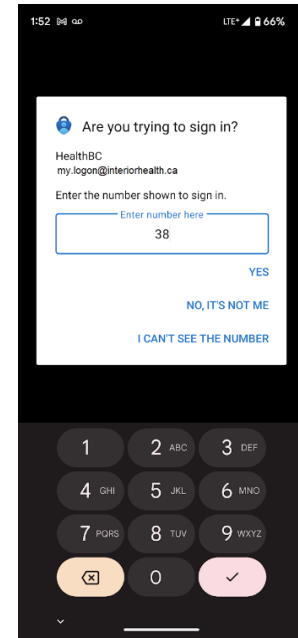 1:52 LTE+ 66%
Are you trying to sign in?
HealthBC
my.logon@interiorhealth.ca
Enter the number shown to sign in.
Enter number here
38
YES
NO, IT'S NOT ME
I CAN'T SEE THE NUMBER
1 2 ABC 3 DEF
4 GHI 5 JKL 6 MNO
7 PQRS 8 TUV 9 WXYZ
0